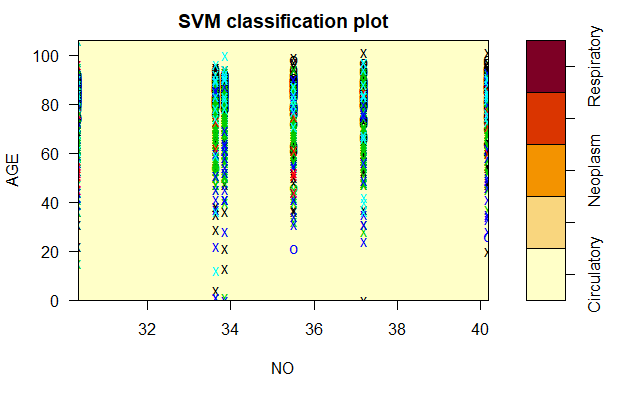 SVM classification plot
AGE
100
80
60
40
20
0
32
34
36
38
40
NO
Respiratory
Neoplasm
Circulatory